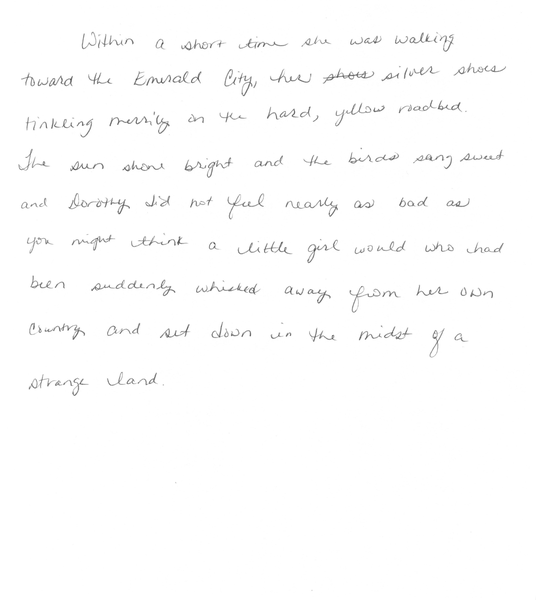 Within a short time she was walking
toward the Emerald City, her shoes silver shoes
tinkling merrily on the hard, yellow roadbed.
The sun shone bright and the birds sang sweet
and Dorothy did not feel nearly as bad as
you might think a little girl would who had
been suddenly whisked away from her own
country and set down in the midst of a
strange land.